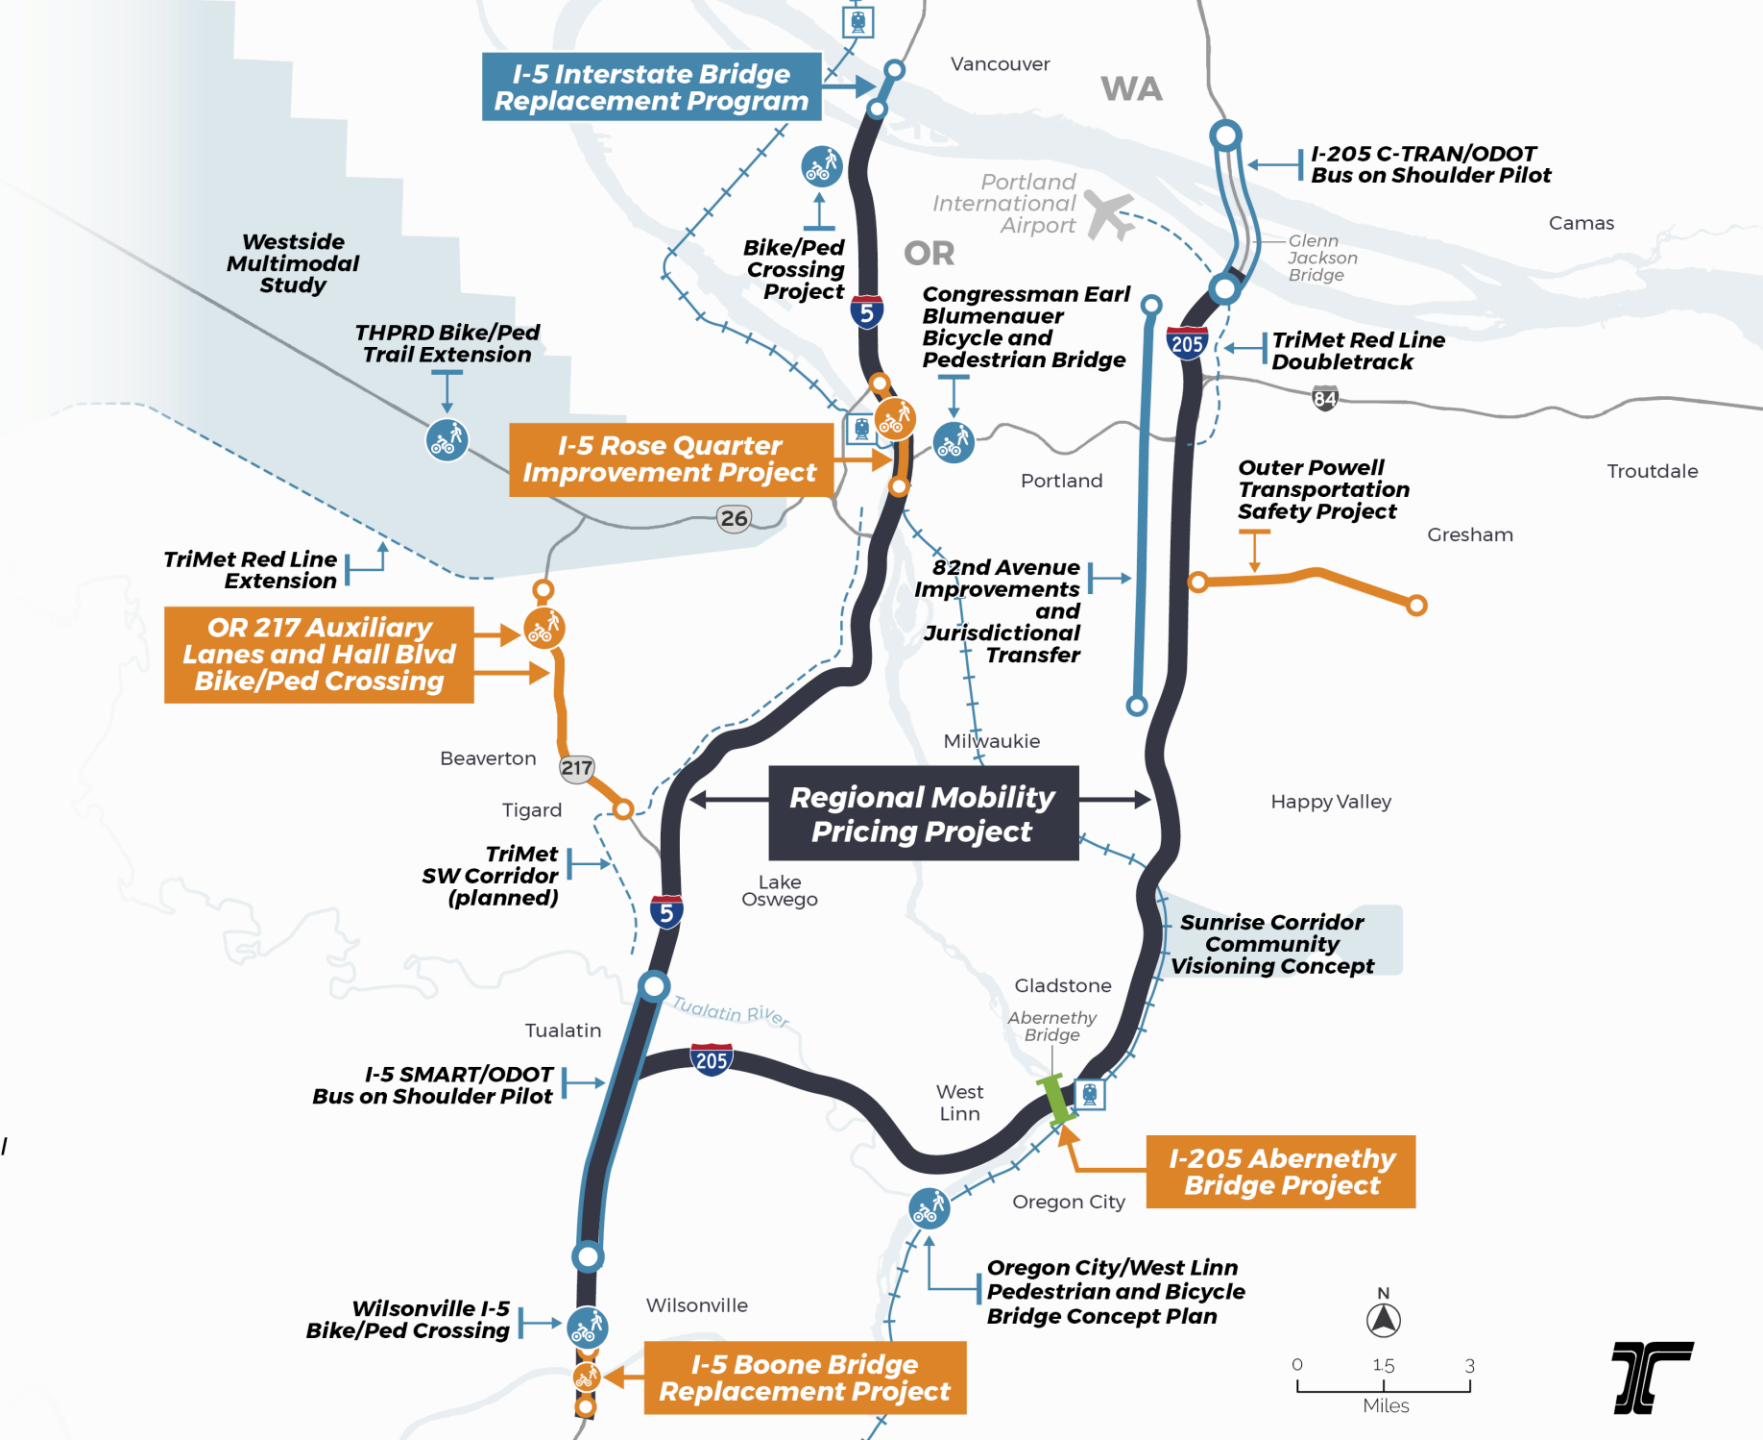 I-5 Interstate Bridge
Replacement Program
Vancouver
WA
I-205 C-TRAN/ODOT
Bus on Shoulder Pilot
Portland
International
Airport
Camas
Westside
Multimodal
Study
Bike/Ped
Crossing
Project
OR
Glenn
Jackson
Bridge
5
Congressman Earl
Blumenauer
Bicycle and
Pedestrian Bridge
THPRD Bike/Ped
Trail Extension
205
TriMet Red Line
Doubletrack
84
I-5 Rose Quarter
Improvement Project
Portland
Outer Powell
Transportation
Safety Project
Troutdale
26
Gresham
TriMet Red Line
Extension
82nd Avenue
Improvements
and
Jurisdictional
Transfer
OR 217 Auxiliary
Lanes and Hall Blvd
Bike/Ped Crossing
Milwaukie
Beaverton
217
Tigard
Regional Mobility
Pricing Project
Happy Valley
TriMet
SW Corridor
(planned)
Lake
Oswego
5
Sunrise Corridor
Community
Visioning Concept
Gladstone
Tualatin River
Abernethy
Bridge
Tualatin
205
I-5 SMART/ODOT
Bus on Shoulder Pilot
West
Linn
l
I-205 Abernethy
Bridge Project
Oregon City
Oregon City/West Linn
Pedestrian and Bicycle
Bridge Concept Plan
Wilsonville I-5
Bike/Ped Crossing
Wilsonville
I-5 Boone Bridge
Replacement Project
N
0 1.5 3
Miles